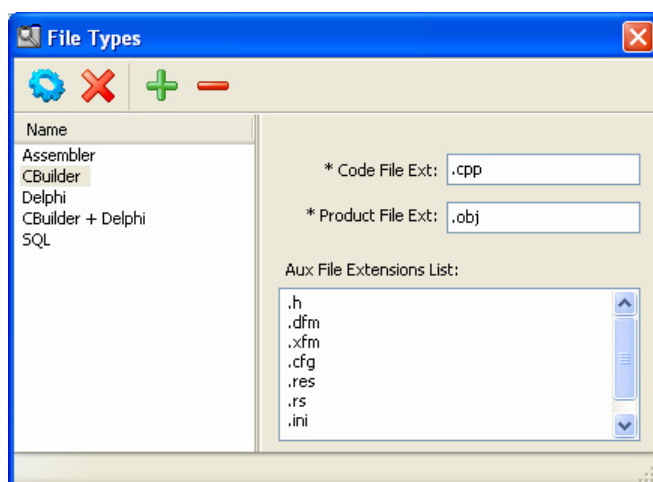 File Types
Name
Assembler
CBuilder
Delphi
CBuilder + Delphi
SQL
* Code File Ext: .cpp
* Product File Ext: .obj
Aux File Extensions List:
.h
.dfm
.xfm
.cfg
.res
.rs
.ini